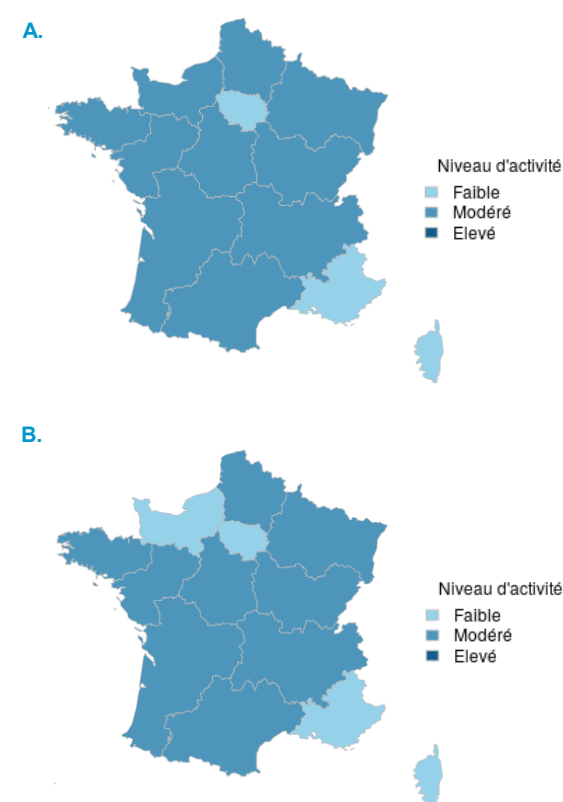 A.
Niveau d'activité
Faible
Modéré
Elevé
B.
Niveau d'activité
Faible
Modéré
Elevé